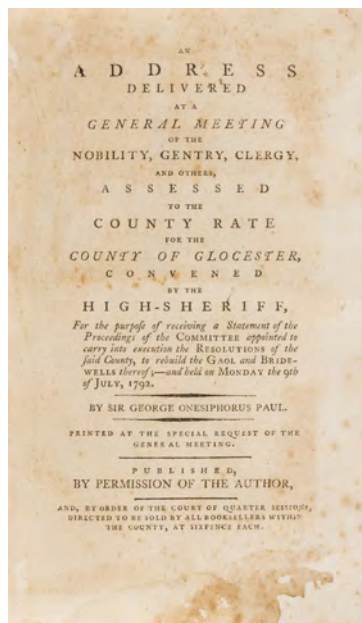 AN
ADDRESS
DELIVERED
AT A
GENERAL MEETING
OF THE
NOBILITY, GENTRY, CLERGY,
AND OTHERS,
ASSESSED
TO THE
COUNTY RATE
FOR THE
COUNTY OF GLOCESTER,
CONVENED
BY THE
HIGH-SHERIFF,
For the purpoſe of receiving a Statement of the
Proceedings of the COMMITTEE appointed to
carry into execution the RESOLUTIONS of the
ſaid County, to rebuild the GAOL and BRIDE-
WELLS thereof;—and held on MONDAY the 9th
of JULY, 1792.
BY SIR GEORGE ONESIPHORUS PAUL.
PRINTED AT THE SPECIAL REQUEST OF THE
GENERAL MEETING.
PUBLISHED,
BY PERMISSION OF THE AUTHOR,
AND, BY ORDER OF THE COURT OF QUARTER SESSIONS,
DIRECTED TO BE SOLD BY ALL BOOKSELLERS WITHIN
THE COUNTY, AT SIXPENCE EACH.